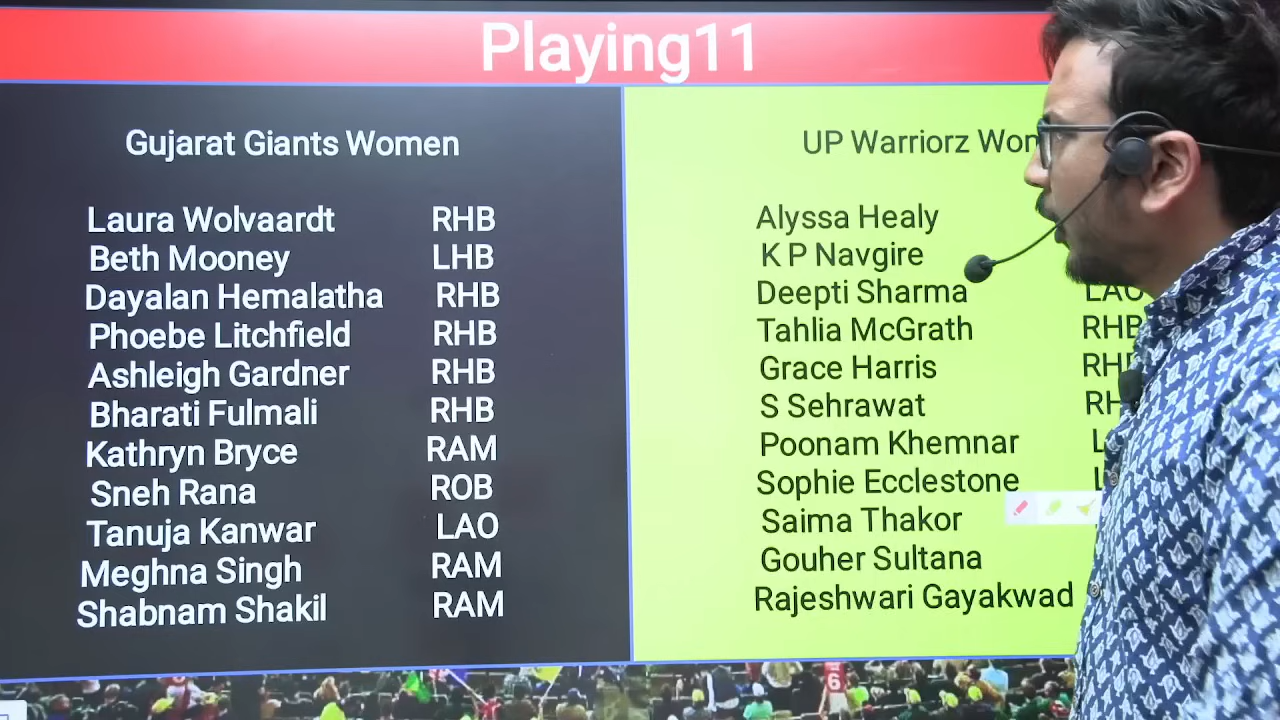 Playing11
Gujarat Giants Women
Laura Wolvaardt RHB
Beth Mooney LHB
Dayalan Hemalatha RHB
Phoebe Litchfield RHB
Ashleigh Gardner RHB
Bharati Fulmali RHB
Kathryn Bryce RAM
Sneh Rana ROB
Tanuja Kanwar LAO
Meghna Singh RAM
Shabnam Shakil RAM
UP Warriorz
Alyssa Healy
K P Navgire
Deepti Sharma LAO
Tahlia McGrath RHB
Grace Harris RHB
S Sehrawat
Poonam Khemnar
Sophie Ecclestone
Saima Thakor
Gouher Sultana
Rajeshwari Gayakwad
6